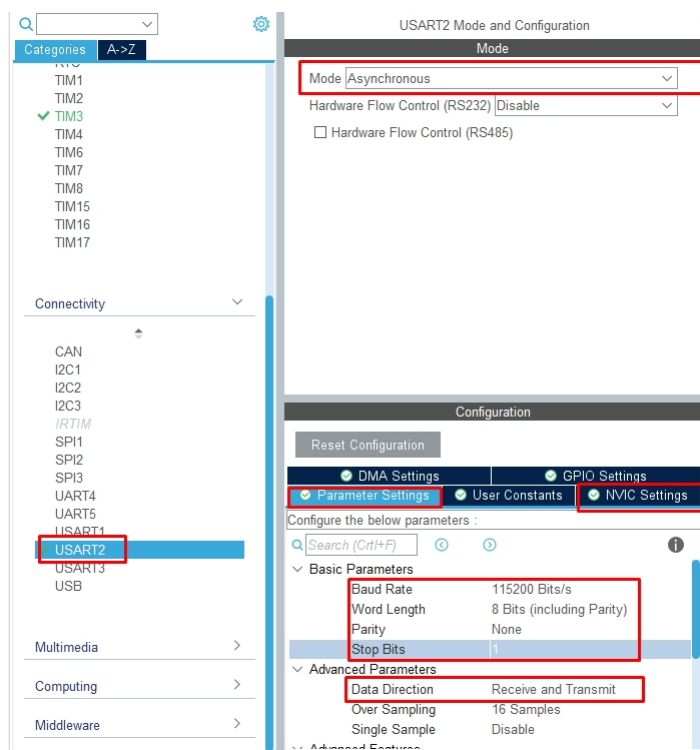 Categories
A->Z
RTC
TIM1
TIM2
TIM3
TIM4
TIM6
TIM7
TIM8
TIM15
TIM16
TIM17
Connectivity
CAN
I2C1
I2C2
I2C3
IRTIM
SPI1
SPI2
SPI3
UART4
UART5
USART1
USART2
USART3
USB
Multimedia
Computing
Middleware
USART2 Mode and Configuration
Mode
Mode Asynchronous
Hardware Flow Control (RS232) Disable
Hardware Flow Control (RS485)
Configuration
Reset Configuration
DMA Settings GPIO Settings
Parameter Settings User Constants NVIC Settings
Configure the below parameters :
Search (Crtl+F)
Basic Parameters
Baud Rate 115200 Bits/s
Word Length 8 Bits (including Parity)
Parity None
Stop Bits 1
Advanced Parameters
Data Direction Receive and Transmit
Over Sampling 16 Samples
Single Sample Disable
Advanced Features